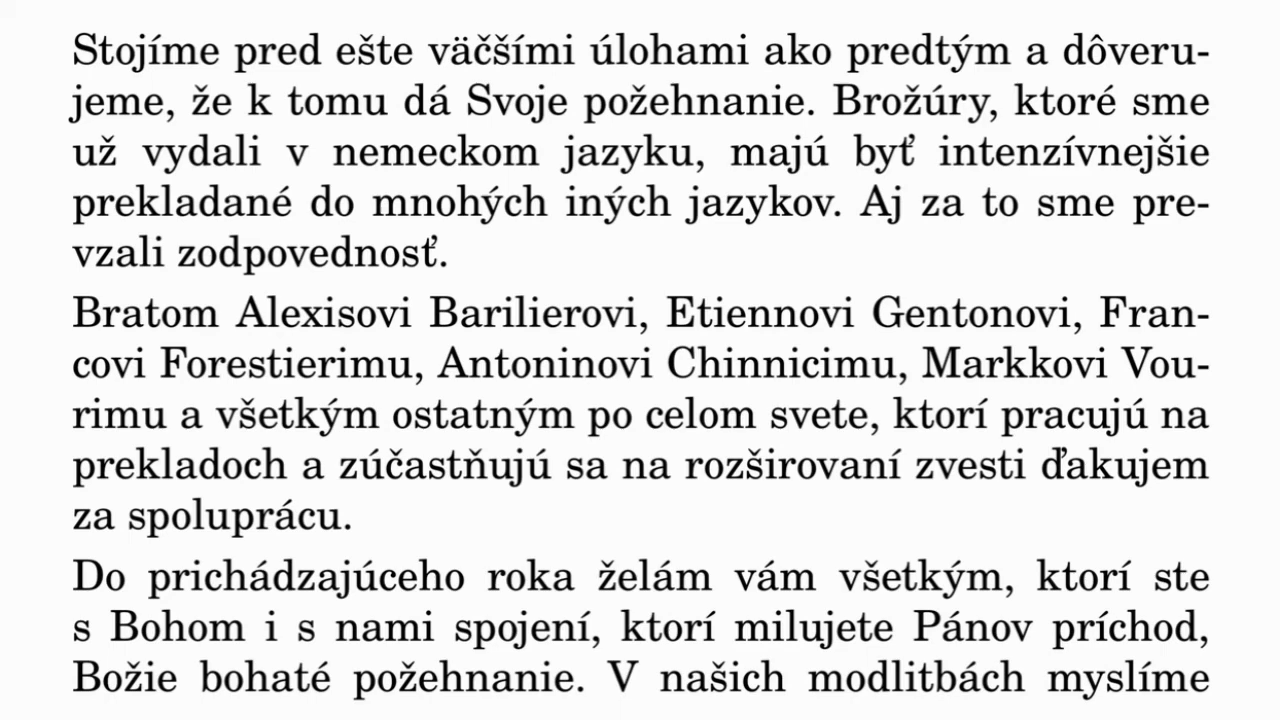 Stojíme pred ešte väčšími úlohami ako predtým a dôveru-
jeme, že k tomu dá Svoje požehnanie. Brožúry, ktoré sme
už vydali v nemeckom jazyku, majú byť intenzívnejšie
prekladané do mnohých iných jazykov. Aj za to sme pre-
vzali zodpovednosť.
Bratom Alexisovi Barilierovi, Etiennovi Gentonovi, Fran-
covi Forestierimu, Antoninovi Chinnicimu, Markkovi Vou-
rimu a všetkým ostatným po celom svete, ktorí pracujú na
prekladoch a zúčastňujú sa na rozširovaní zvesti ďakujem
za spoluprácu.
Do prichádzajúceho roka želám vám všetkým, ktorí ste
s Bohom i s nami spojení, ktorí milujete Pánov príchod,
Božie bohaté požehnanie. V našich modlitbách myslíme